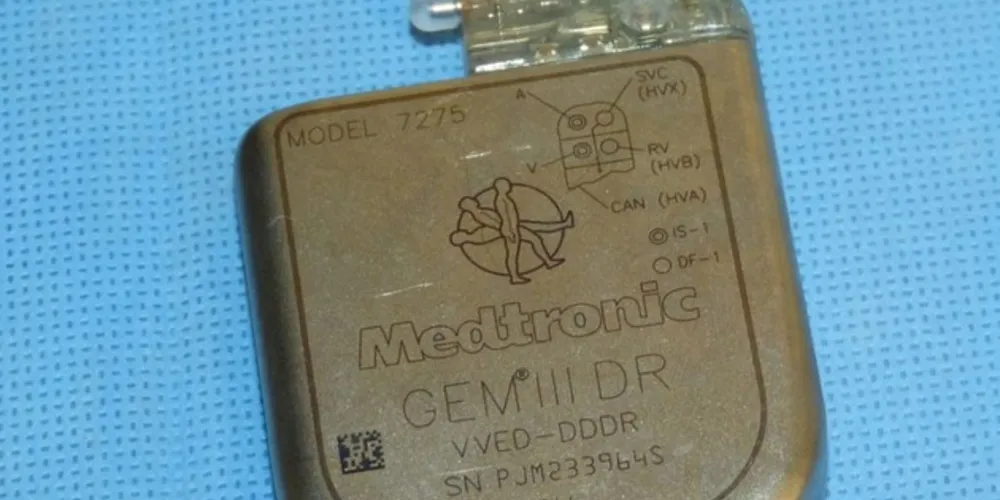 MODEL 7275
A
SVC
(HVX)
V
RV
(HVB)
CAN (HVA)
IS-1
DF-1
Medtronic
GEM® III DR
VVED-DDDR
SN PJM233964S